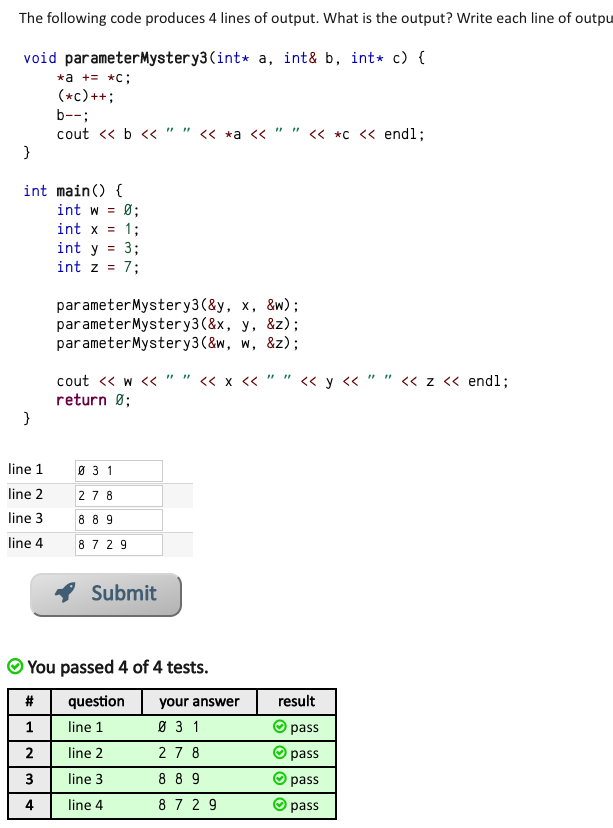 The following code produces 4 lines of output. What is the output? Write each line of outpu
void parameterMystery3(int* a, int& b, int* c) {
    *a += *c;
    (*c)++;
    b--;
    cout << b << " " << *a << " " << *c << endl;
}
int main() {
    int w = 0;
    int x = 1;
    int y = 3;
    int z = 7;
    parameterMystery3(&y, x, &w);
    parameterMystery3(&x, y, &z);
    parameterMystery3(&w, w, &z);
    cout << w << " " << x << " " << y << " " << z << endl;
    return 0;
}
line 1 0 3 1
line 2 2 7 8
line 3 8 8 9
line 4 8 7 2 9
Submit
You passed 4 of 4 tests.
# question your answer result
1 line 1 0 3 1 pass
2 line 2 2 7 8 pass
3 line 3 8 8 9 pass
4 line 4 8 7 2 9 pass